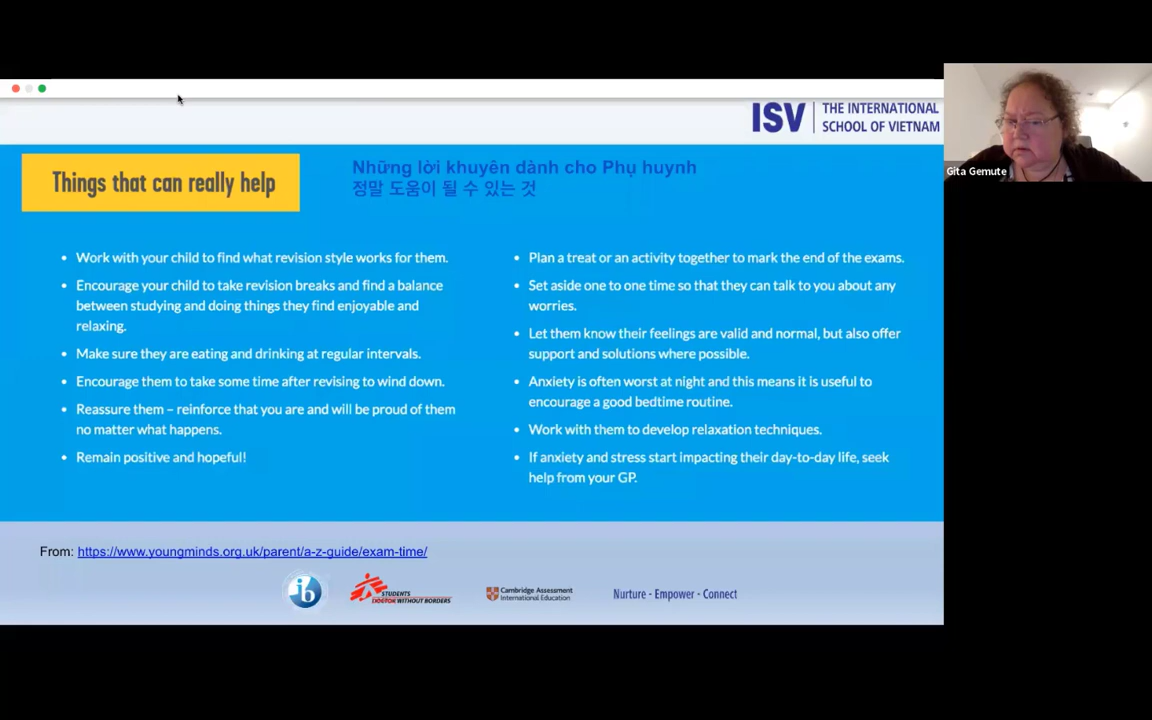 ISV
THE INTERNATIONAL
SCHOOL OF VIETNAM
Gita Gemute
Things that can really help
Những lời khuyên dành cho Phụ huynh
정말 도움이 될 수 있는 것
• Work with your child to find what revision style works for them.
• Encourage your child to take revision breaks and find a balance
between studying and doing things they find enjoyable and
relaxing.
• Make sure they are eating and drinking at regular intervals.
• Encourage them to take some time after revising to wind down.
• Reassure them – reinforce that you are and will be proud of them
no matter what happens.
• Remain positive and hopeful!
• Plan a treat or an activity together to mark the end of the exams.
• Set aside one to one time so that they can talk to you about any
worries.
• Let them know their feelings are valid and normal, but also offer
support and solutions where possible.
• Anxiety is often worst at night and this means it is useful to
encourage a good bedtime routine.
• Work with them to develop relaxation techniques.
• If anxiety and stress start impacting their day-to-day life, seek
help from your GP.
From: https://www.youngminds.org.uk/parent/a-z-guide/exam-time/
ib
STUDENTS
WITHOUT BORDERS
Cambridge Assessment
International Education
Nurture - Empower - Connect